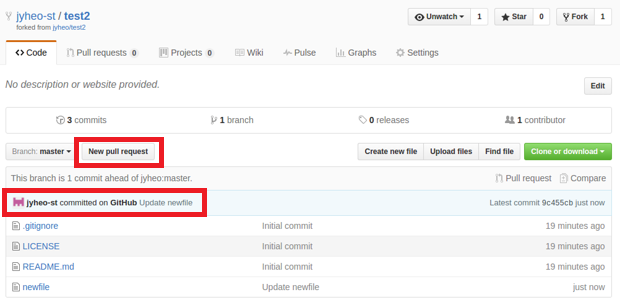 jyheo-st / test2
forked from jyheo/test2
Unwatch 1 Star 0 Fork 1
Code Pull requests 0 Projects 0 Wiki Pulse Graphs Settings
No description or website provided. Edit
3 commits 1 branch 0 releases 1 contributor
Branch: master New pull request Create new file Upload files Find file Clone or download
This branch is 1 commit ahead of jyheo:master. Pull request Compare
jyheo-st committed on GitHub Update newfile Latest commit 9c455cb just now
.gitignore Initial commit 19 minutes ago
LICENSE Initial commit 19 minutes ago
README.md Initial commit 19 minutes ago
newfile Update newfile just now